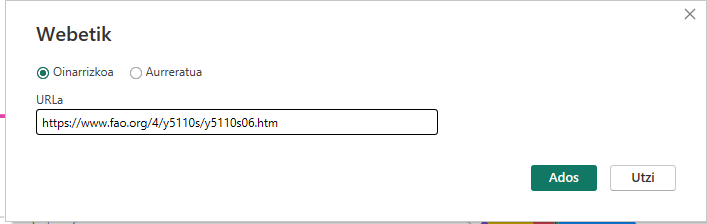 Webetik
Oinarrizkoa Aurreratua
URLa
https://www.fao.org/4/y5110s/y5110s06.htm
Ados Utzi